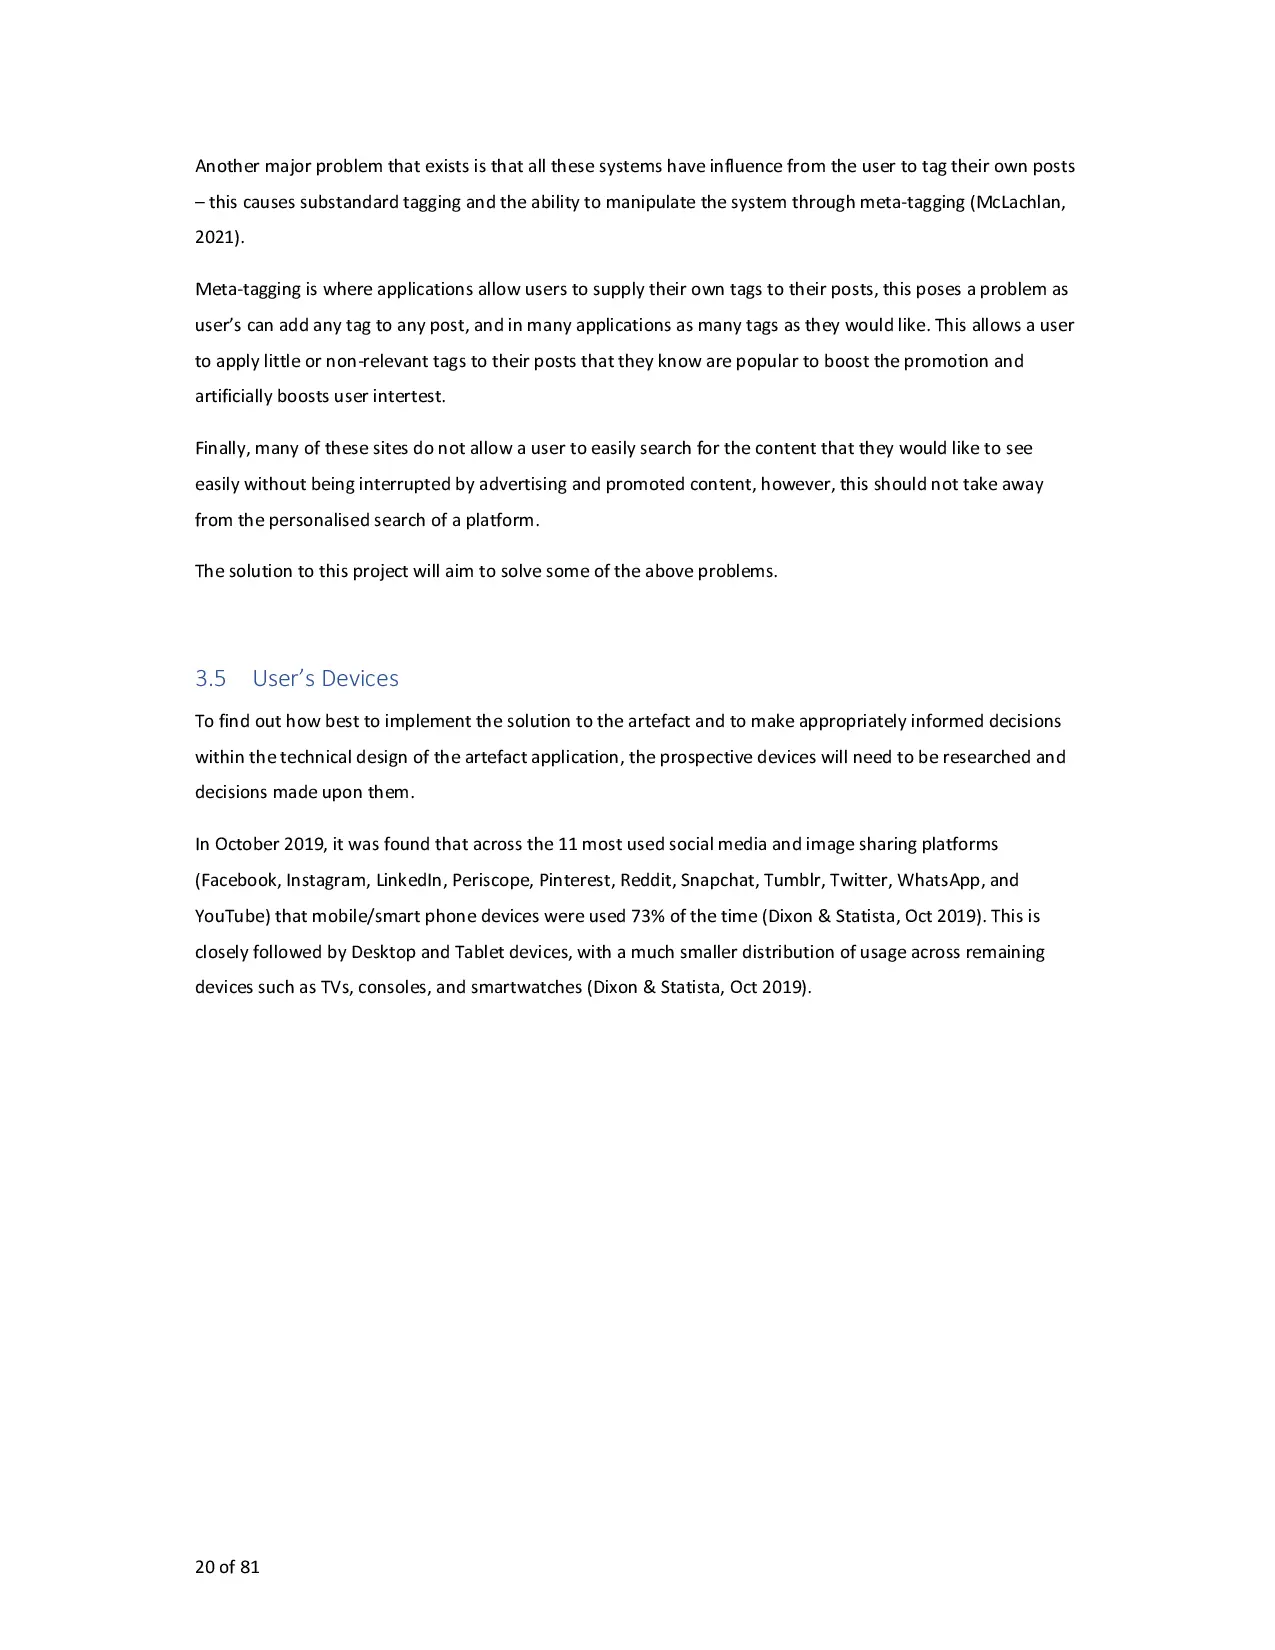 Another major problem that exists is that all these systems have influence from the user to tag their own posts
– this causes substandard tagging and the ability to manipulate the system through meta-tagging (McLachlan,
2021).
Meta-tagging is where applications allow users to supply their own tags to their posts, this poses a problem as
user’s can add any tag to any post, and in many applications as many tags as they would like. This allows a user
to apply little or non-relevant tags to their posts that they know are popular to boost the promotion and
artificially boosts user intertest.
Finally, many of these sites do not allow a user to easily search for the content that they would like to see
easily without being interrupted by advertising and promoted content, however, this should not take away
from the personalised search of a platform.
The solution to this project will aim to solve some of the above problems.
3.5 User’s Devices
To find out how best to implement the solution to the artefact and to make appropriately informed decisions
within the technical design of the artefact application, the prospective devices will need to be researched and
decisions made upon them.
In October 2019, it was found that across the 11 most used social media and image sharing platforms
(Facebook, Instagram, LinkedIn, Periscope, Pinterest, Reddit, Snapchat, Tumblr, Twitter, WhatsApp, and
YouTube) that mobile/smart phone devices were used 73% of the time (Dixon & Statista, Oct 2019). This is
closely followed by Desktop and Tablet devices, with a much smaller distribution of usage across remaining
devices such as TVs, consoles, and smartwatches (Dixon & Statista, Oct 2019).
20 of 81